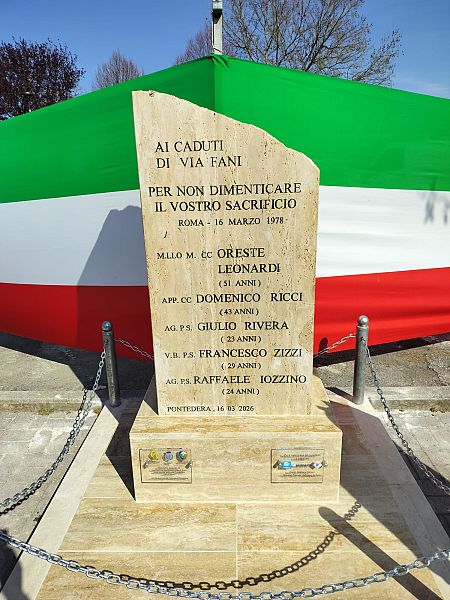 AI CADUTI
DI VIA FANI
PER NON DIMENTICARE
IL VOSTRO SACRIFICIO
ROMA - 16 MARZO 1978
M.LLO M. CC ORESTE
LEONARDI
(51 ANNI)
APP. CC DOMENICO RICCI
(43 ANNI)
AG. P.S. GIULIO RIVERA
(23 ANNI)
V.B. P.S. FRANCESCO ZIZZI
(29 ANNI)
AG. P.S. RAFFAELE IOZZINO
(24 ANNI)
PONTEDERA, 16 03 2026